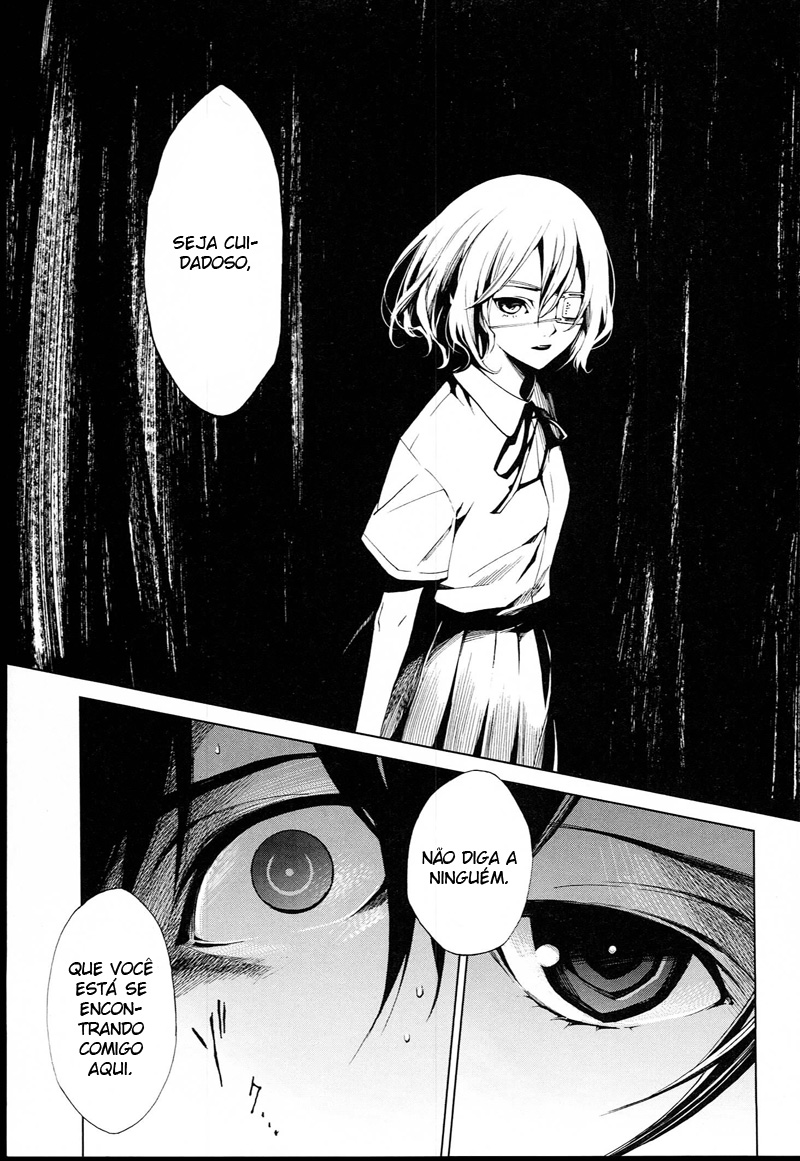 SEJA CUI-
DADOSO,
NÃO DIGA A
NINGUÉM.
QUE VOCÊ
ESTÁ SE
ENCON-
TRANDO
COMIGO
AQUI.